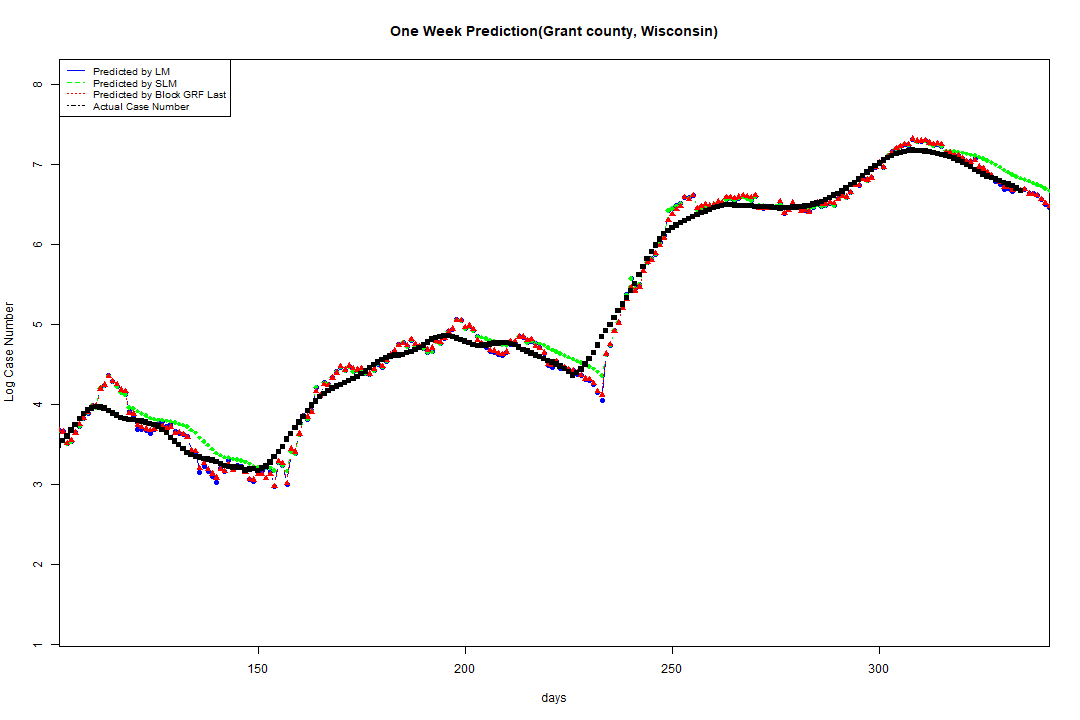 One Week Prediction(Grant county, Wisconsin)
Predicted by LM
Predicted by SLM
Predicted by Block GRF Last
Actual Case Number
8
7
6
5
4
3
2
1
Log Case Number
150 200 250 300
days